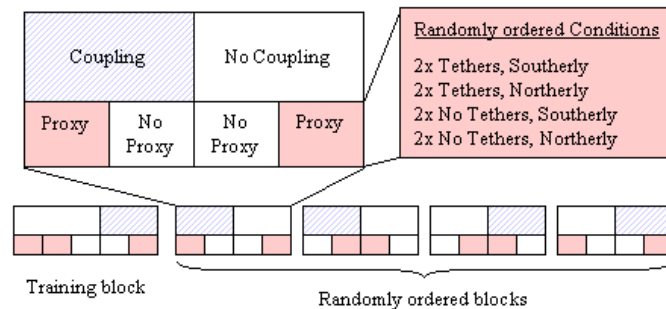 Coupling
No Coupling
Proxy
No
Proxy
No
Proxy
Proxy
Randomly ordered Conditions
2x Tethers, Southerly
2x Tethers, Northerly
2x No Tethers, Southerly
2x No Tethers, Northerly
Training block
Randomly ordered blocks